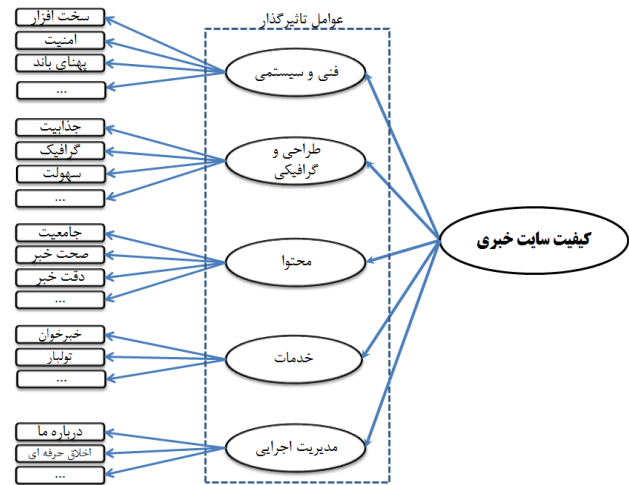 عوامل تاثیرگذار
کیفیت سایت خبری
فنی و سیستمی
سخت افزار
امنیت
پهنای باند
...
طراحی و
گرافیکی
جذابیت
گرافیک
سهولت
...
محتوا
جامعیت
صحت خبر
دقت خبر
...
خدمات
خبرخوان
تولبار
...
مدیریت اجرایی
درباره ما
اخلاق حرفه ای
...